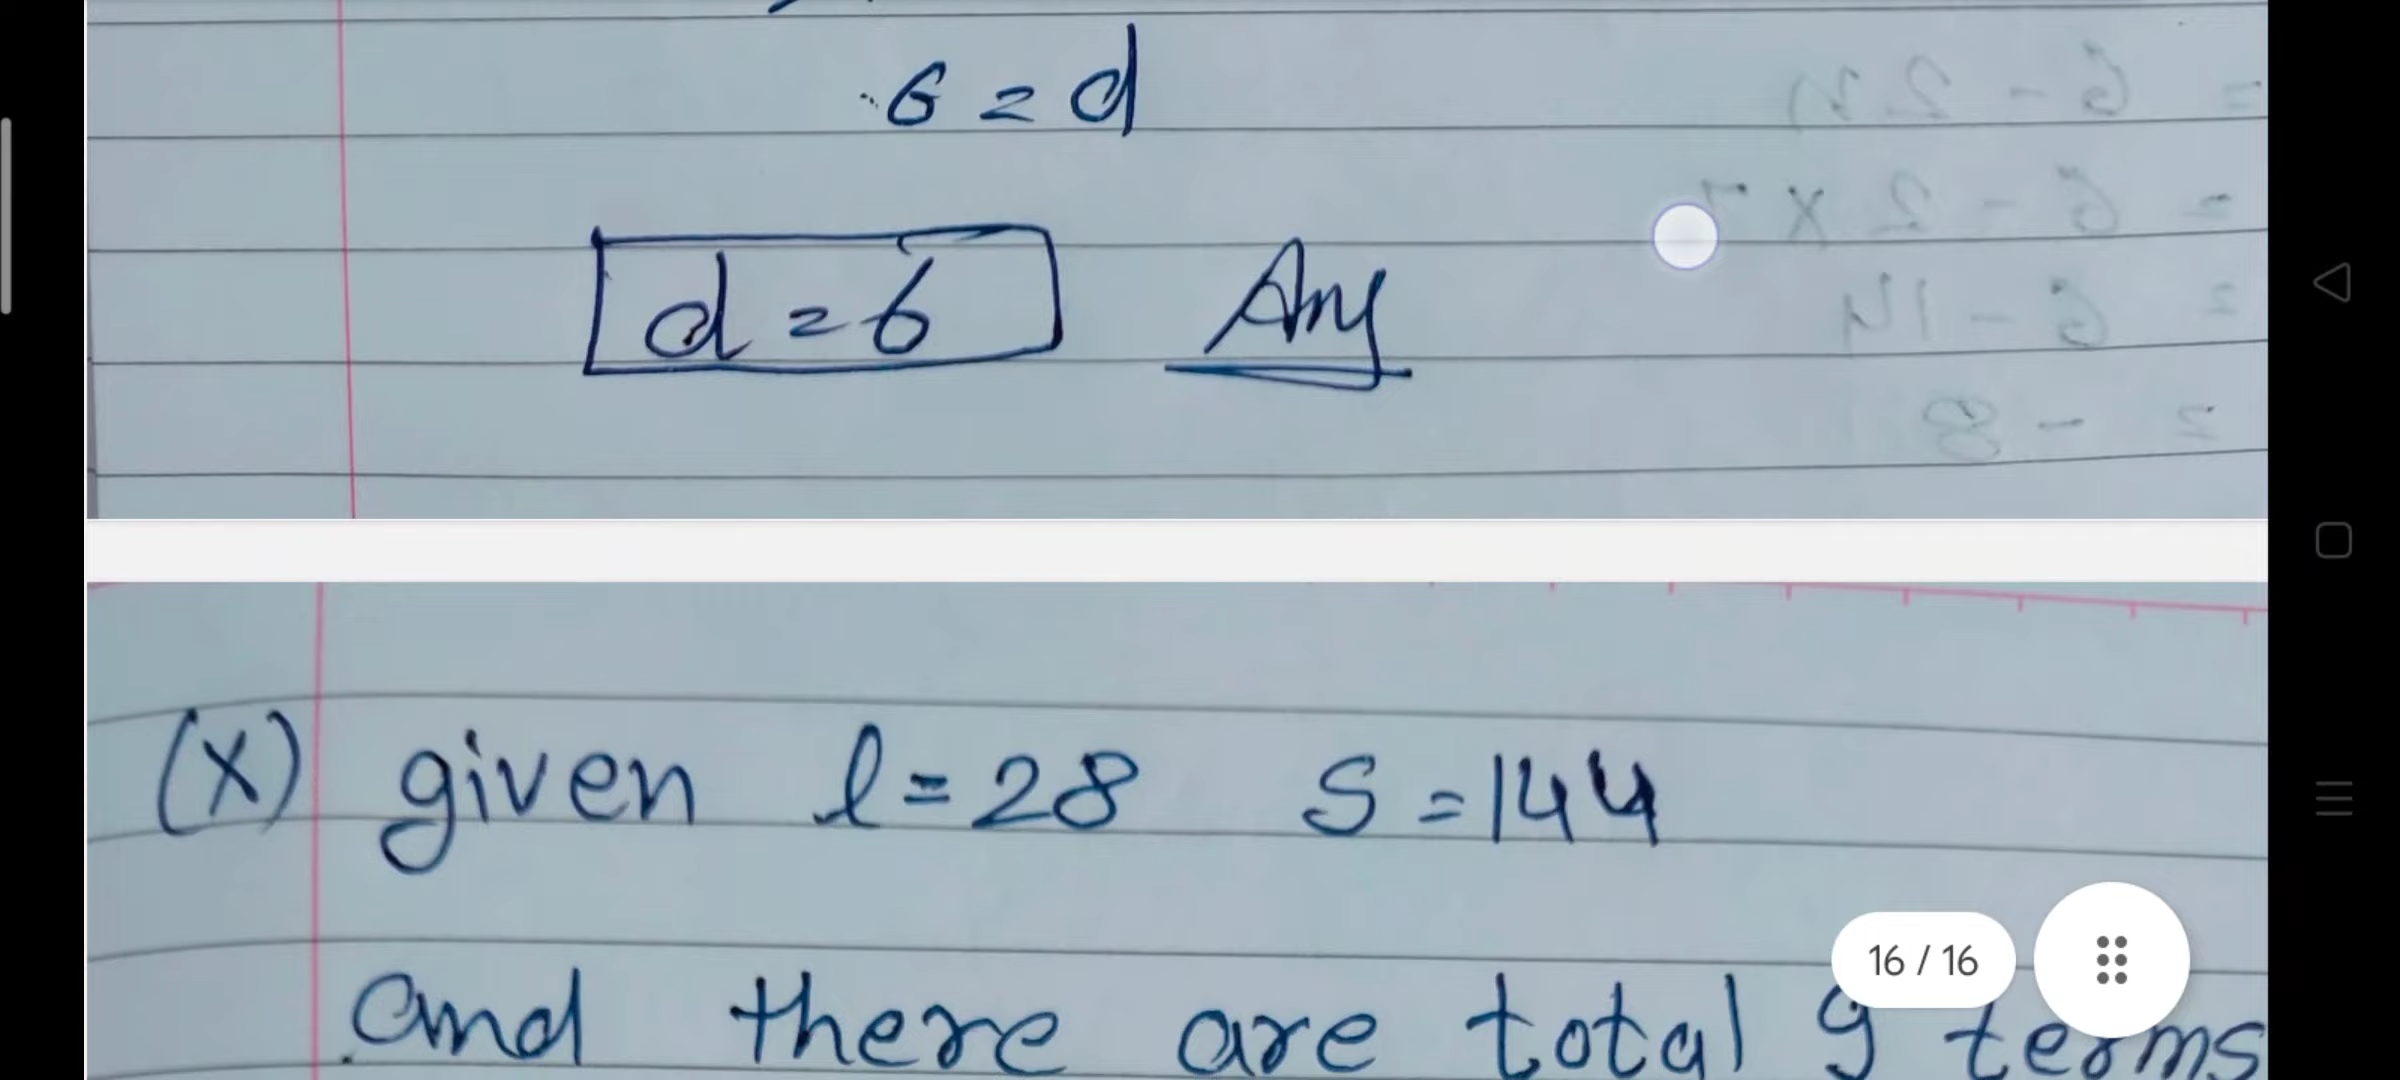 6 = d
d = 6 Ans
(x) given l = 28 S = 144
and there are total 9 terms
16 / 16